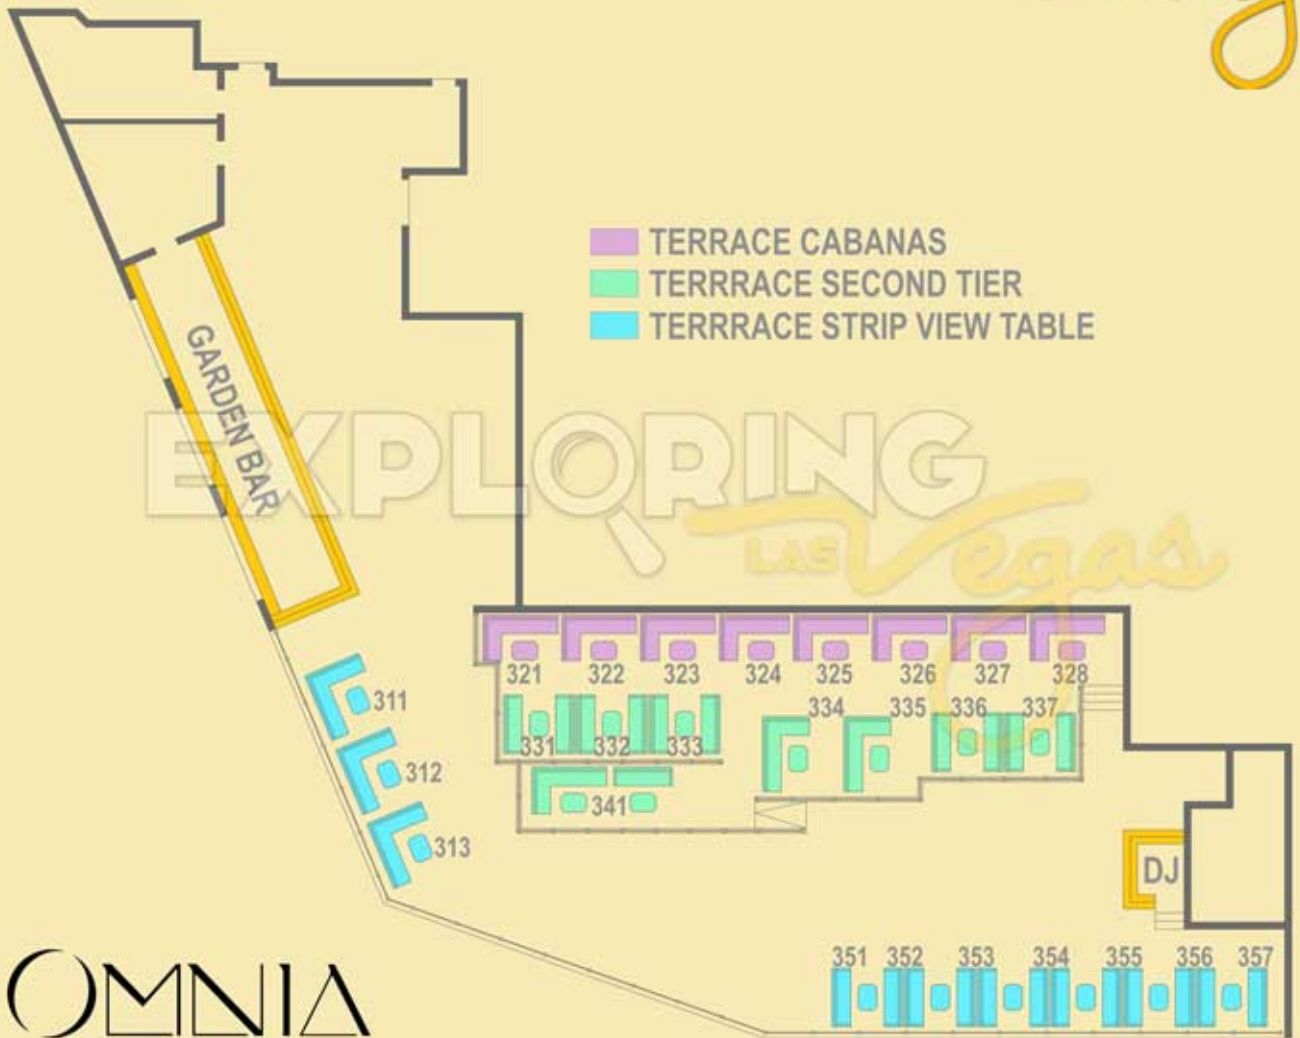 TERRACE CABANAS
TERRRACE SECOND TIER
TERRRACE STRIP VIEW TABLE
GARDEN BAR
EXPLORING
LAS Vegas
321 322 323 324 325 326 327 328
311
334 335 336 337
331 332 333
312
341
313
DJ
351 352 353 354 355 356 357
OMNIA